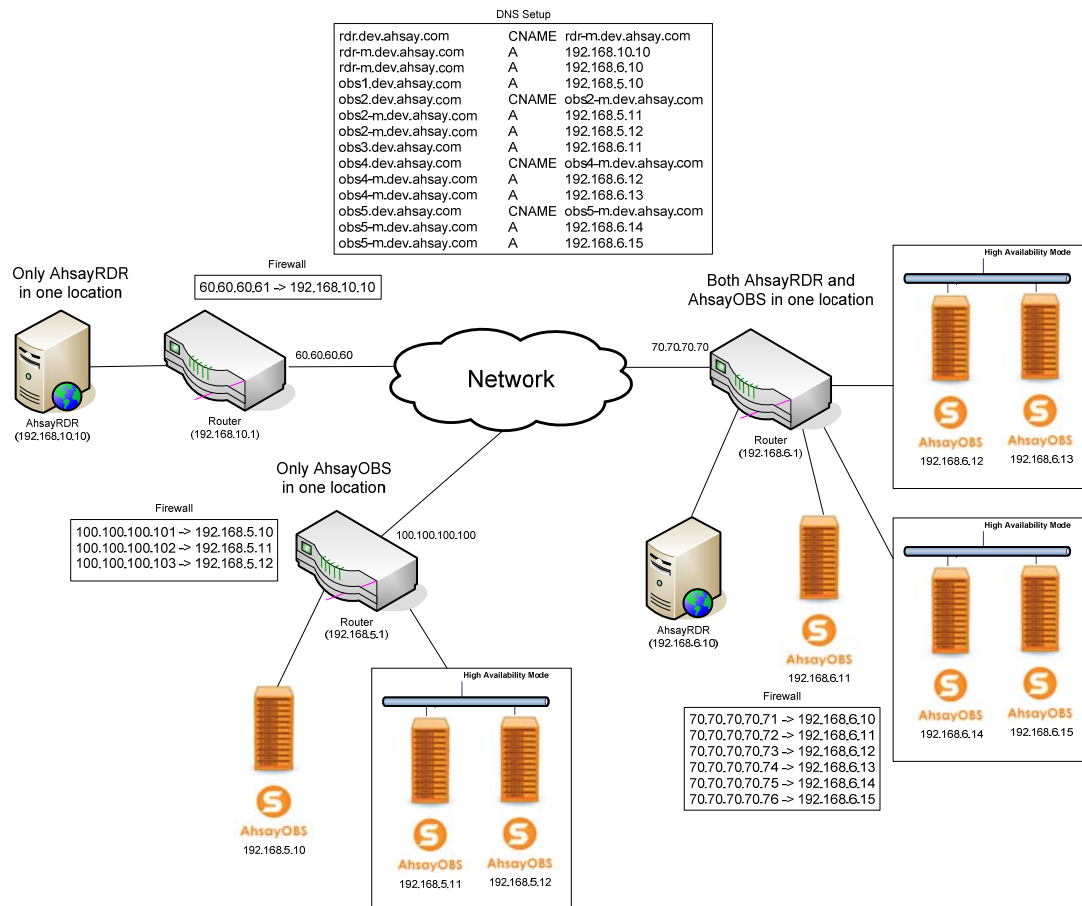 DNS Setup
rdr.dev.ahsay.com CNAME rdr-m.dev.ahsay.com
rdr-m.dev.ahsay.com A 192.168.10.10
rdr-m.dev.ahsay.com A 192.168.6.10
obs1.dev.ahsay.com A 192.168.5.10
obs2.dev.ahsay.com CNAME obs2-m.dev.ahsay.com
obs2-m.dev.ahsay.com A 192.168.5.11
obs2-m.dev.ahsay.com A 192.168.5.12
obs3.dev.ahsay.com A 192.168.6.11
obs4.dev.ahsay.com CNAME obs4-m.dev.ahsay.com
obs4-m.dev.ahsay.com A 192.168.6.12
obs4-m.dev.ahsay.com A 192.168.6.13
obs5.dev.ahsay.com CNAME obs5-m.dev.ahsay.com
obs5-m.dev.ahsay.com A 192.168.6.14
obs5-m.dev.ahsay.com A 192.168.6.15
Only AhsayRDR
in one location
Firewall
60.60.60.61 -> 192.168.10.10
60.60.60.60
AhsayRDR
(192.168.10.10)
Router
(192.168.10.1)
Network
Both AhsayRDR and
AhsayOBS in one location
70.70.70.70
Router
(192.168.6.1)
High Availability Mode
S
AhsayOBS
192.168.6.12
S
AhsayOBS
192.168.6.13
High Availability Mode
S
AhsayOBS
192.168.6.14
S
AhsayOBS
192.168.6.15
AhsayRDR
(192.168.6.10)
S
AhsayOBS
192.168.6.11
Firewall
70.70.70.70.71 -> 192.168.6.10
70.70.70.70.72 -> 192.168.6.11
70.70.70.70.73 -> 192.168.6.12
70.70.70.70.74 -> 192.168.6.13
70.70.70.70.75 -> 192.168.6.14
70.70.70.70.76 -> 192.168.6.15
Only AhsayOBS
in one location
Firewall
100.100.100.101 -> 192.168.5.10
100.100.100.102 -> 192.168.5.11
100.100.100.103 -> 192.168.5.12
100.100.100.100
Router
(192.168.5.1)
S
AhsayOBS
192.168.5.10
High Availability Mode
S
AhsayOBS
192.168.5.11
S
AhsayOBS
192.168.5.12